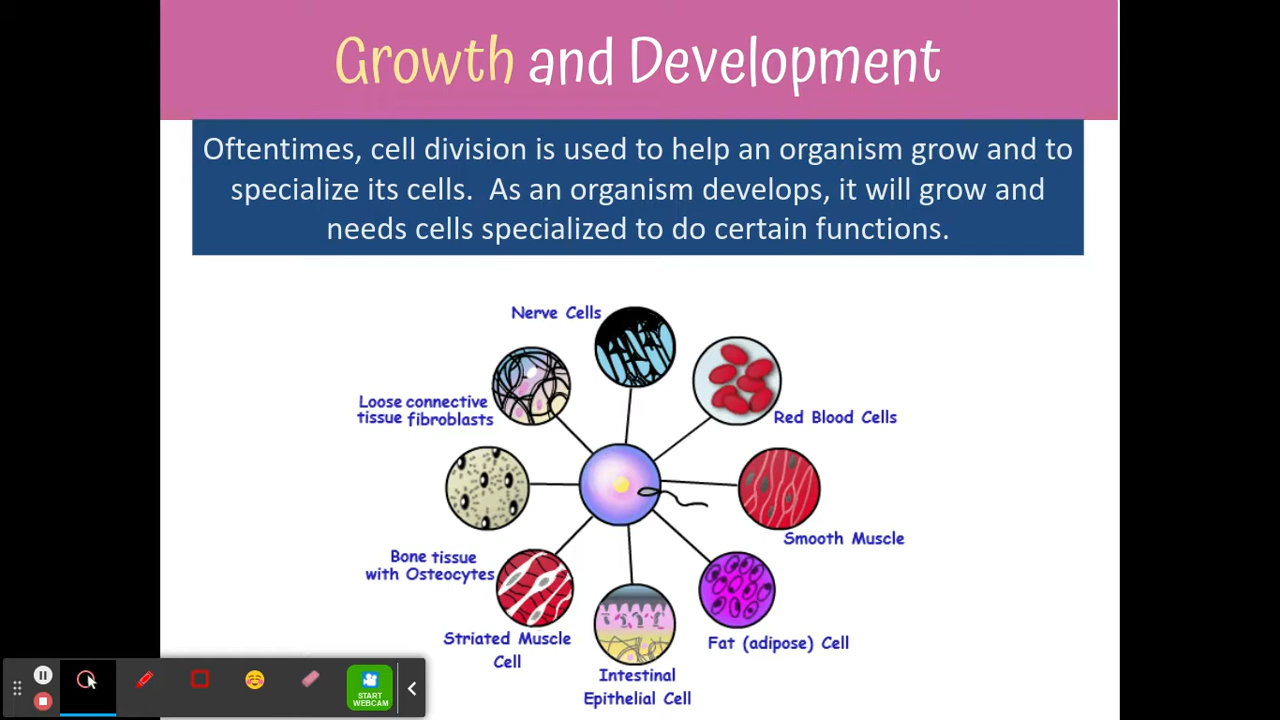 Growth and Development
Oftentimes, cell division is used to help an organism grow and to
specialize its cells.  As an organism develops, it will grow and
needs cells specialized to do certain functions.
Nerve Cells
Loose connective
tissue fibroblasts
Red Blood Cells
Smooth Muscle
Bone tissue
with Osteocytes
Striated Muscle
Cell
Fat (adipose) Cell
Intestinal
Epithelial Cell
START
WEBCAM